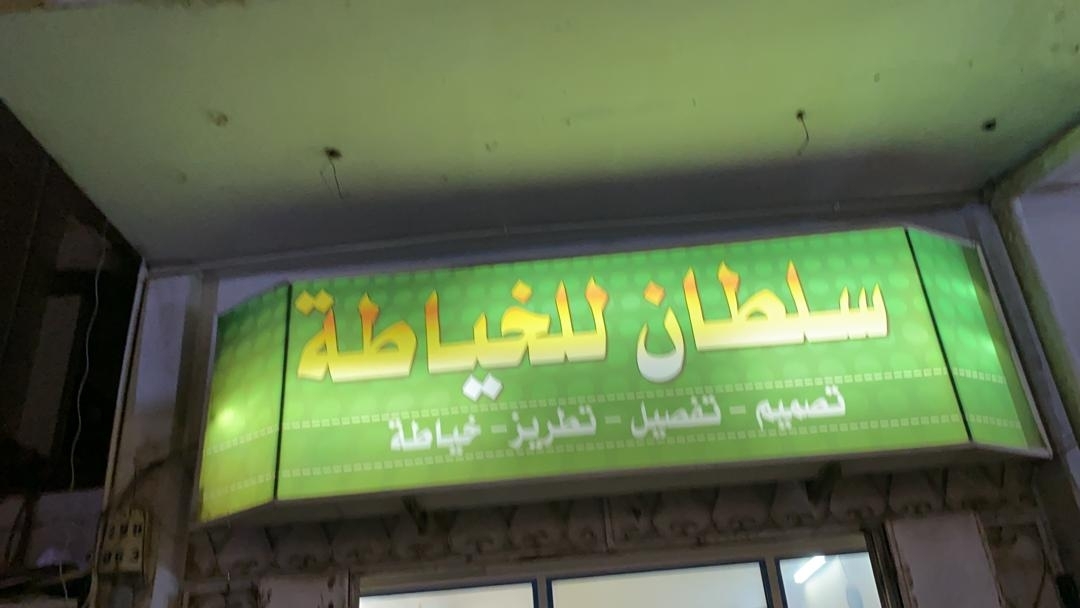 سلطان للخياطة
تصميم - تفصيل - تطريز - خياطة